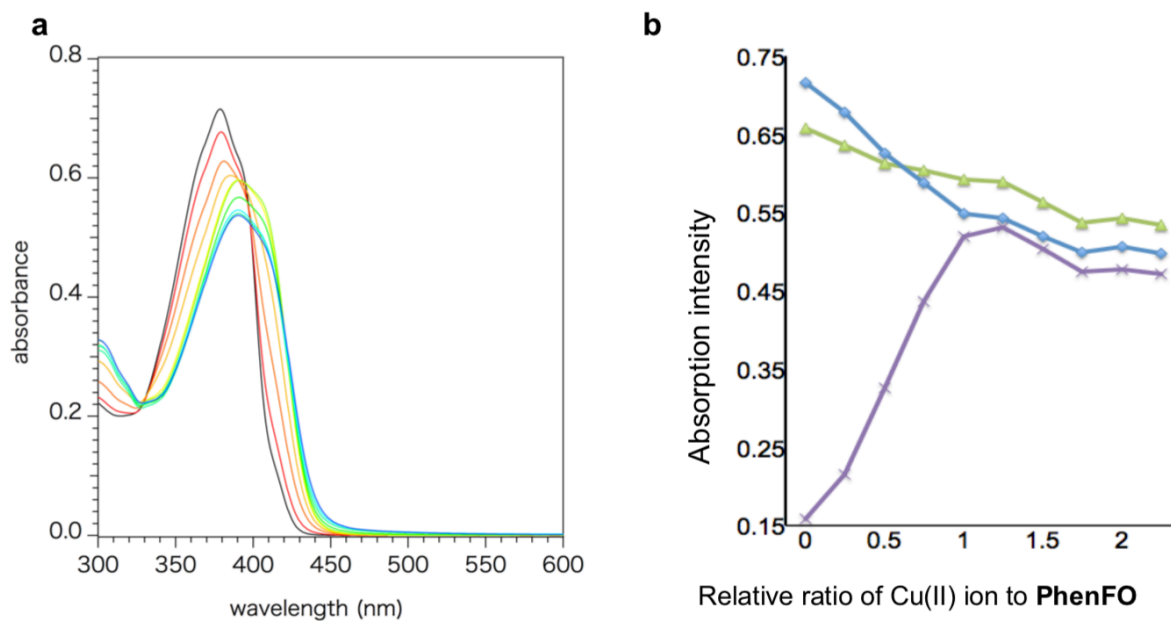 a
0.8
0.6
0.4
0.2
0.0
absorbance
300 350 400 450 500 550 600
wavelength (nm)
b
0.75
0.65
0.55
0.45
0.35
0.25
0.15
Absorption intensity
0 0.5 1 1.5 2
Relative ratio of Cu(II) ion to PhenFO